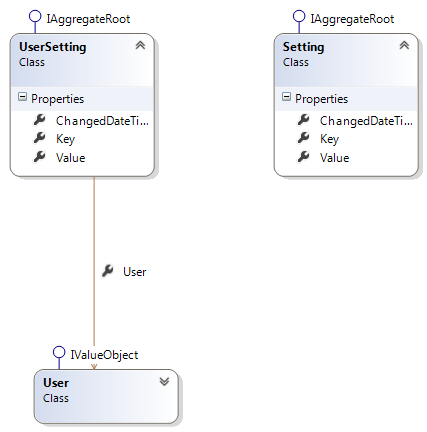 IAggregateRoot
UserSetting
Class
Properties
ChangedDateTi...
Key
Value
IAggregateRoot
Setting
Class
Properties
ChangedDateTi...
Key
Value
User
IValueObject
User
Class